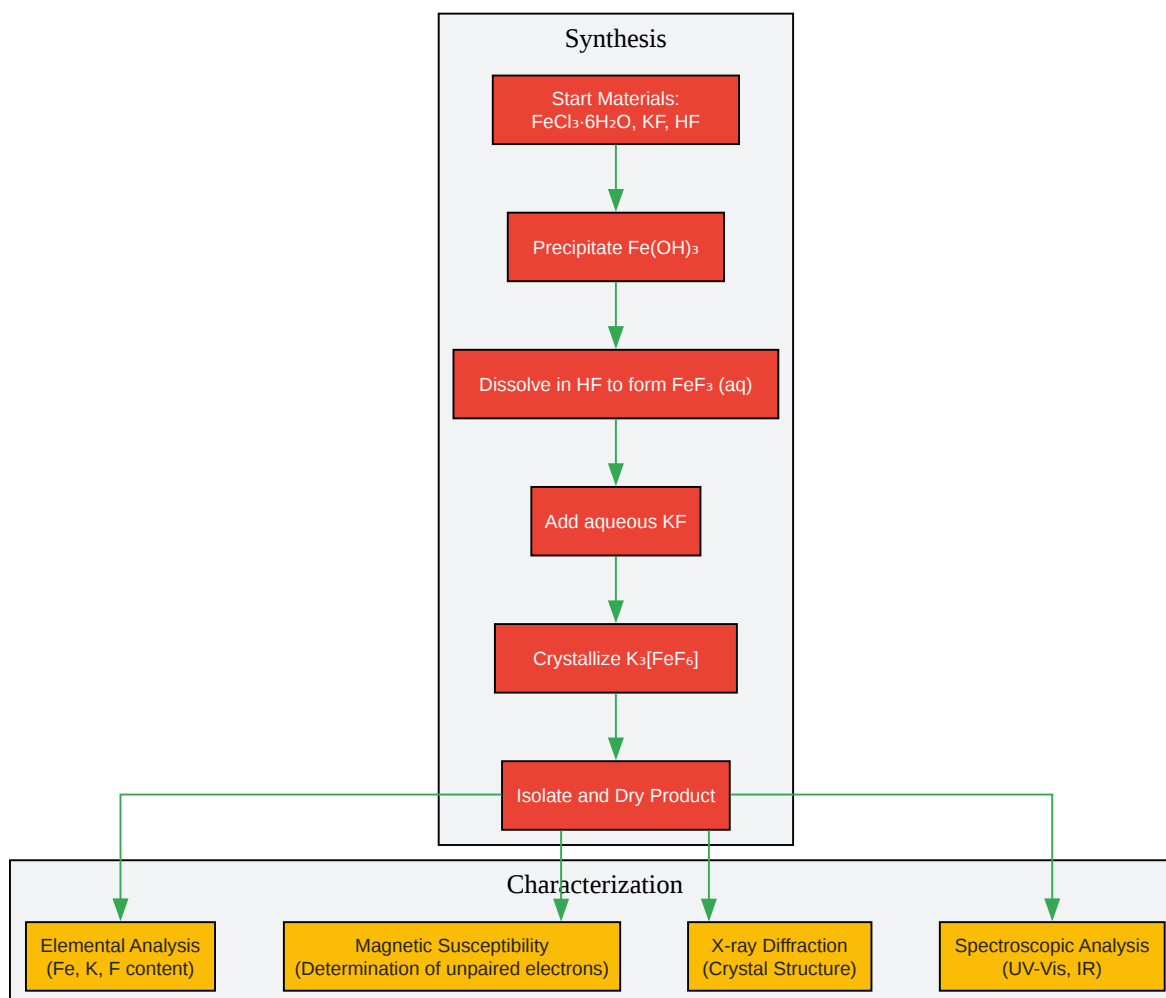 Synthesis
Start Materials:
FeCl₃·6H₂O, KF, HF
Precipitate Fe(OH)₃
Dissolve in HF to form FeF₃ (aq)
Add aqueous KF
Crystallize K₃[FeF₆]
Isolate and Dry Product
Characterization
Elemental Analysis
(Fe, K, F content)
Magnetic Susceptibility
(Determination of unpaired electrons)
X-ray Diffraction
(Crystal Structure)
Spectroscopic Analysis
(UV-Vis, IR)